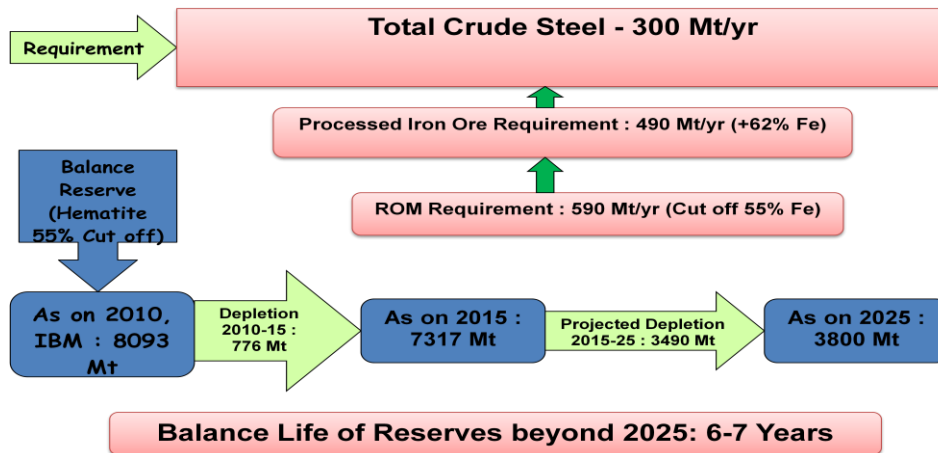 Requirement
Total Crude Steel - 300 Mt/yr
Processed Iron Ore Requirement : 490 Mt/yr (+62% Fe)
ROM Requirement : 590 Mt/yr (Cut off 55% Fe)
Balance
Reserve
(Hematite
55% Cut off)
As on 2010,
IBM : 8093
Mt
Depletion
2010-15 :
776 Mt
As on 2015 :
7317 Mt
Projected Depletion
2015-25 : 3490 Mt
As on 2025 :
3800 Mt
Balance Life of Reserves beyond 2025: 6-7 Years